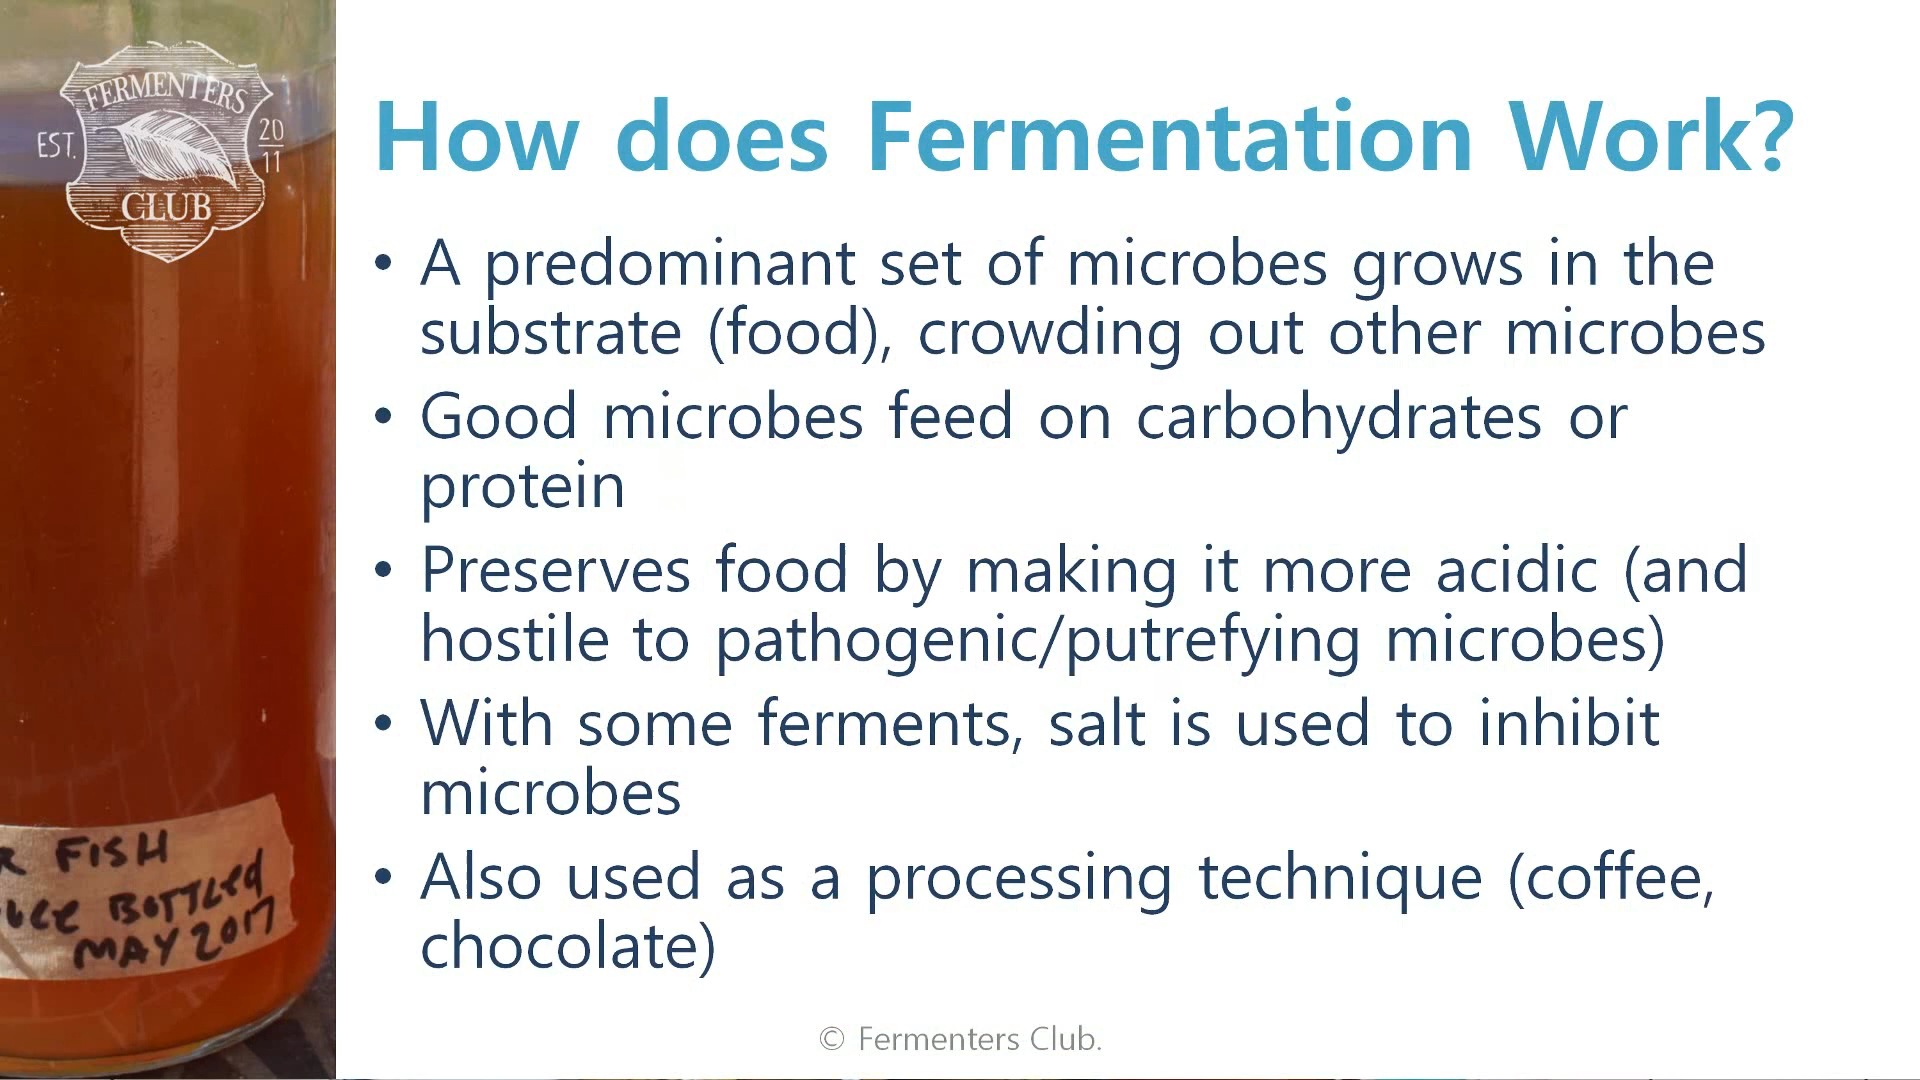 FERMENTERS
EST. 20 11
CLUB
How does Fermentation Work?
• A predominant set of microbes grows in the
substrate (food), crowding out other microbes
• Good microbes feed on carbohydrates or
protein
• Preserves food by making it more acidic (and
hostile to pathogenic/putrefying microbes)
• With some ferments, salt is used to inhibit
microbes
• Also used as a processing technique (coffee,
chocolate)
R FISH
BOTTLED
MAY 2017
© Fermenters Club.